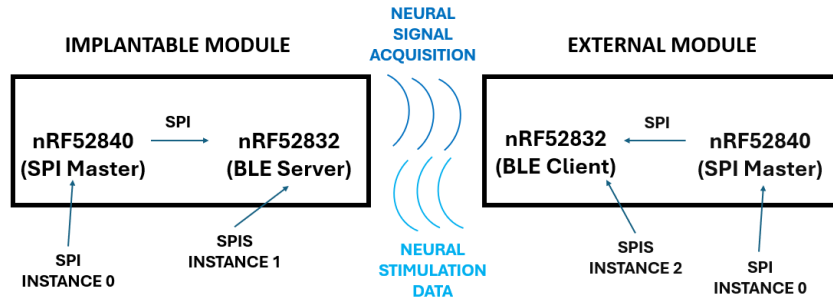 NEURAL
SIGNAL
ACQUISITION
IMPLANTABLE MODULE
EXTERNAL MODULE
SPI
nRF52840
(SPI Master)
nRF52832
(BLE Server)
nRF52832
(BLE Client)
SPI
nRF52840
(SPI Master)
SPI
INSTANCE 0
SPIS
INSTANCE 1
NEURAL
STIMULATION
DATA
SPIS
INSTANCE 2
SPI
INSTANCE 0